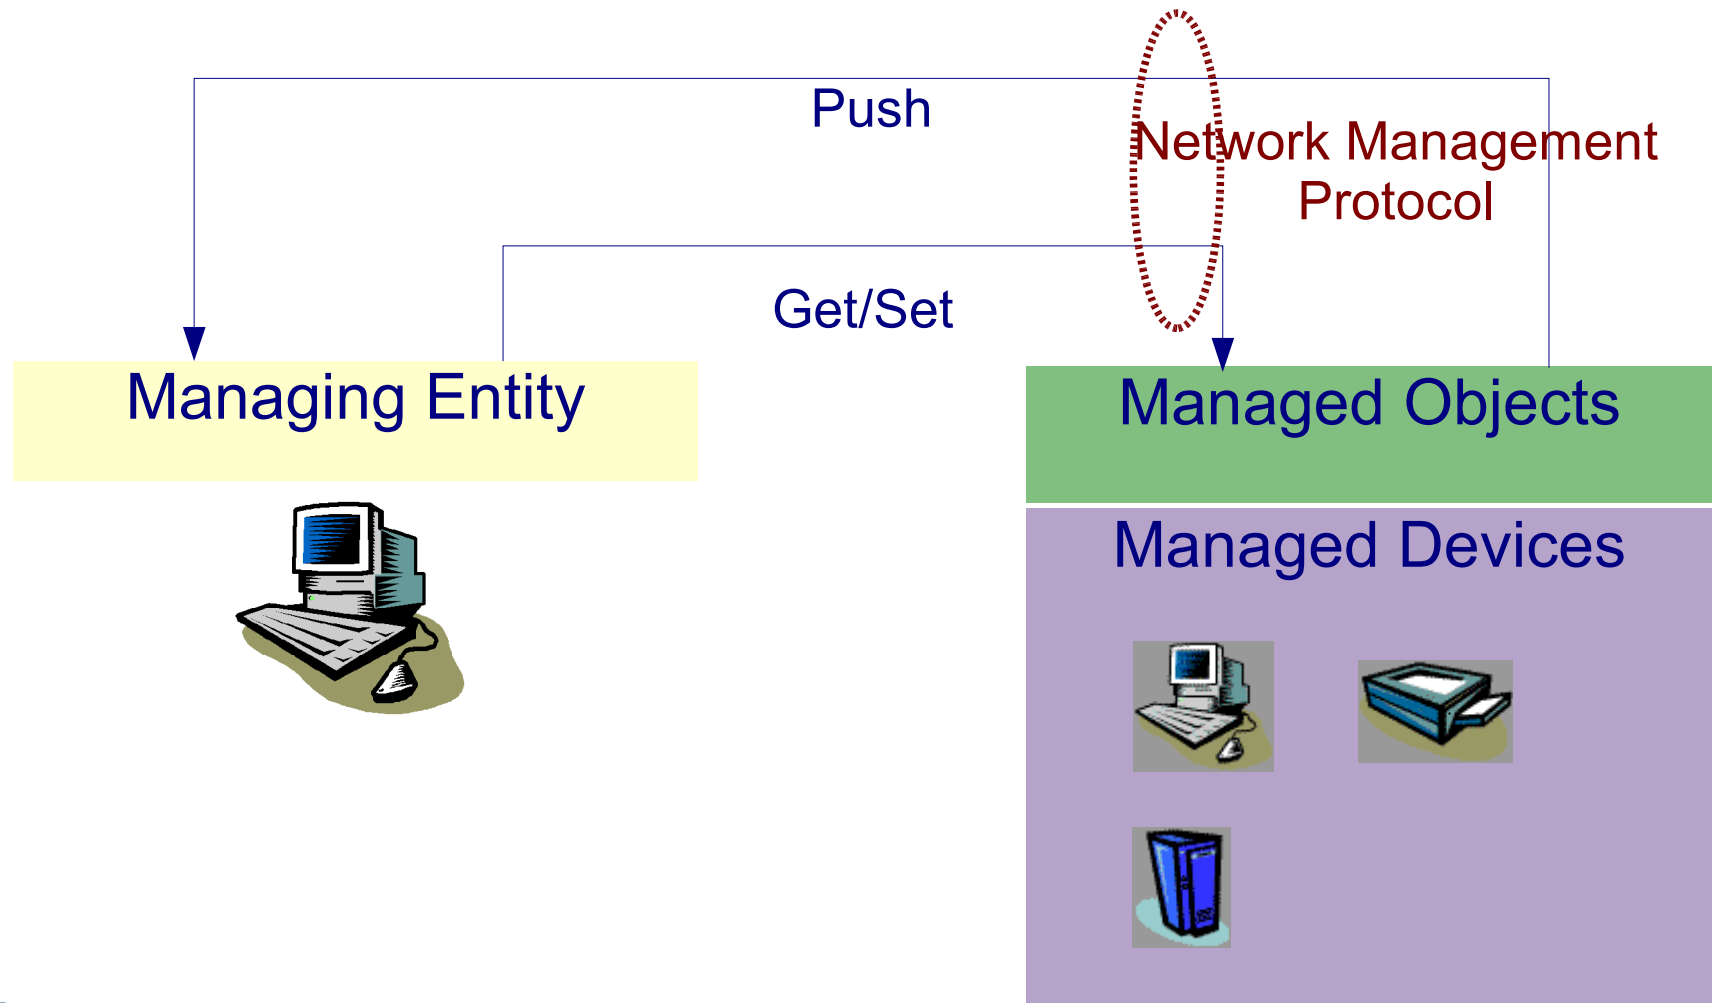 Push
Network Management
Protocol
Get/Set
Managing Entity
Managed Objects
Managed Devices